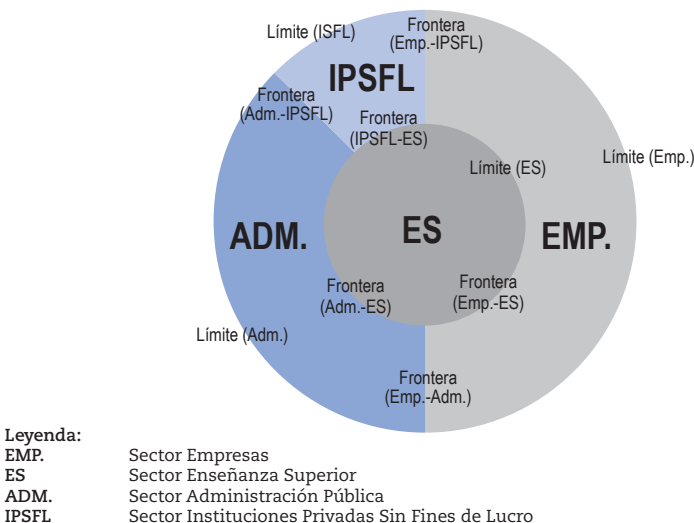 Límite (ISFL)
Frontera
(Emp.-IPSFL)
IPSFL
Frontera
(Adm.-IPSFL)
Frontera
(IPSFL-ES)
Límite (ES)
Límite (Emp.)
ADM.
ES
EMP.
Frontera
(Adm.-ES)
Frontera
(Emp.-ES)
Límite (Adm.)
Frontera
(Emp.-Adm.)
Leyenda:
EMP. Sector Empresas
ES Sector Enseñanza Superior
ADM. Sector Administración Pública
IPSFL Sector Instituciones Privadas Sin Fines de Lucro